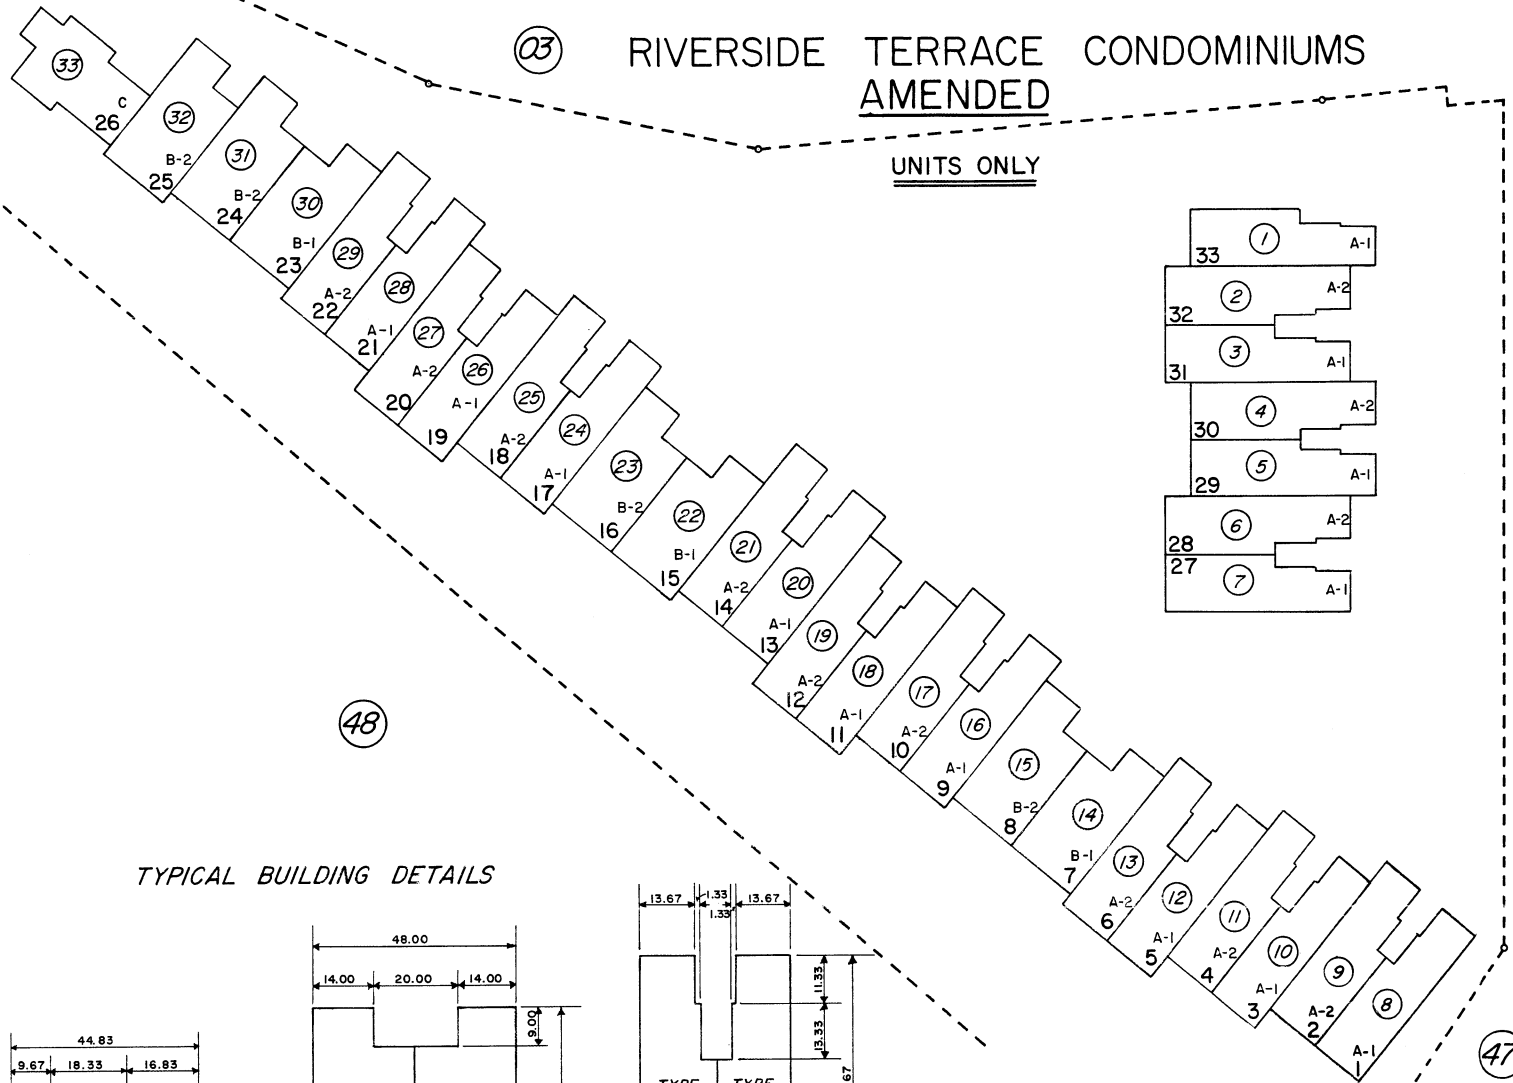 03 RIVERSIDE TERRACE CONDOMINIUMS
AMENDED
UNITS ONLY
33 C 26
32 B-2 25
31 B-2 24
30 B-1 23
29 A-2 22
28 A-1 21
27 A-2 20
26 A-1 19
25 A-2 18
24 A-1 17
23 B-2 16
22 B-1 15
21 A-2 14
20 A-1 13
19 A-2 12
18 A-1 11
17 A-2 10
16 A-1 9
15 B-2 8
14 B-1 7
13 A-2 6
12 A-1 5
11 A-2 4
10 A-1 3
9 A-2 2
8 A-1 1
33 1 A-1
32 2 A-2
31 3 A-1
30 4 A-2
29 5 A-1
28 6 A-2
27 7 A-1
48
47
TYPICAL BUILDING DETAILS
44.83
9.67 18.33 16.83
48.00
14.00 20.00 14.00
9.00
13.67 1.33 13.67
1.33
11.33
13.33
67
TYPE TYPE